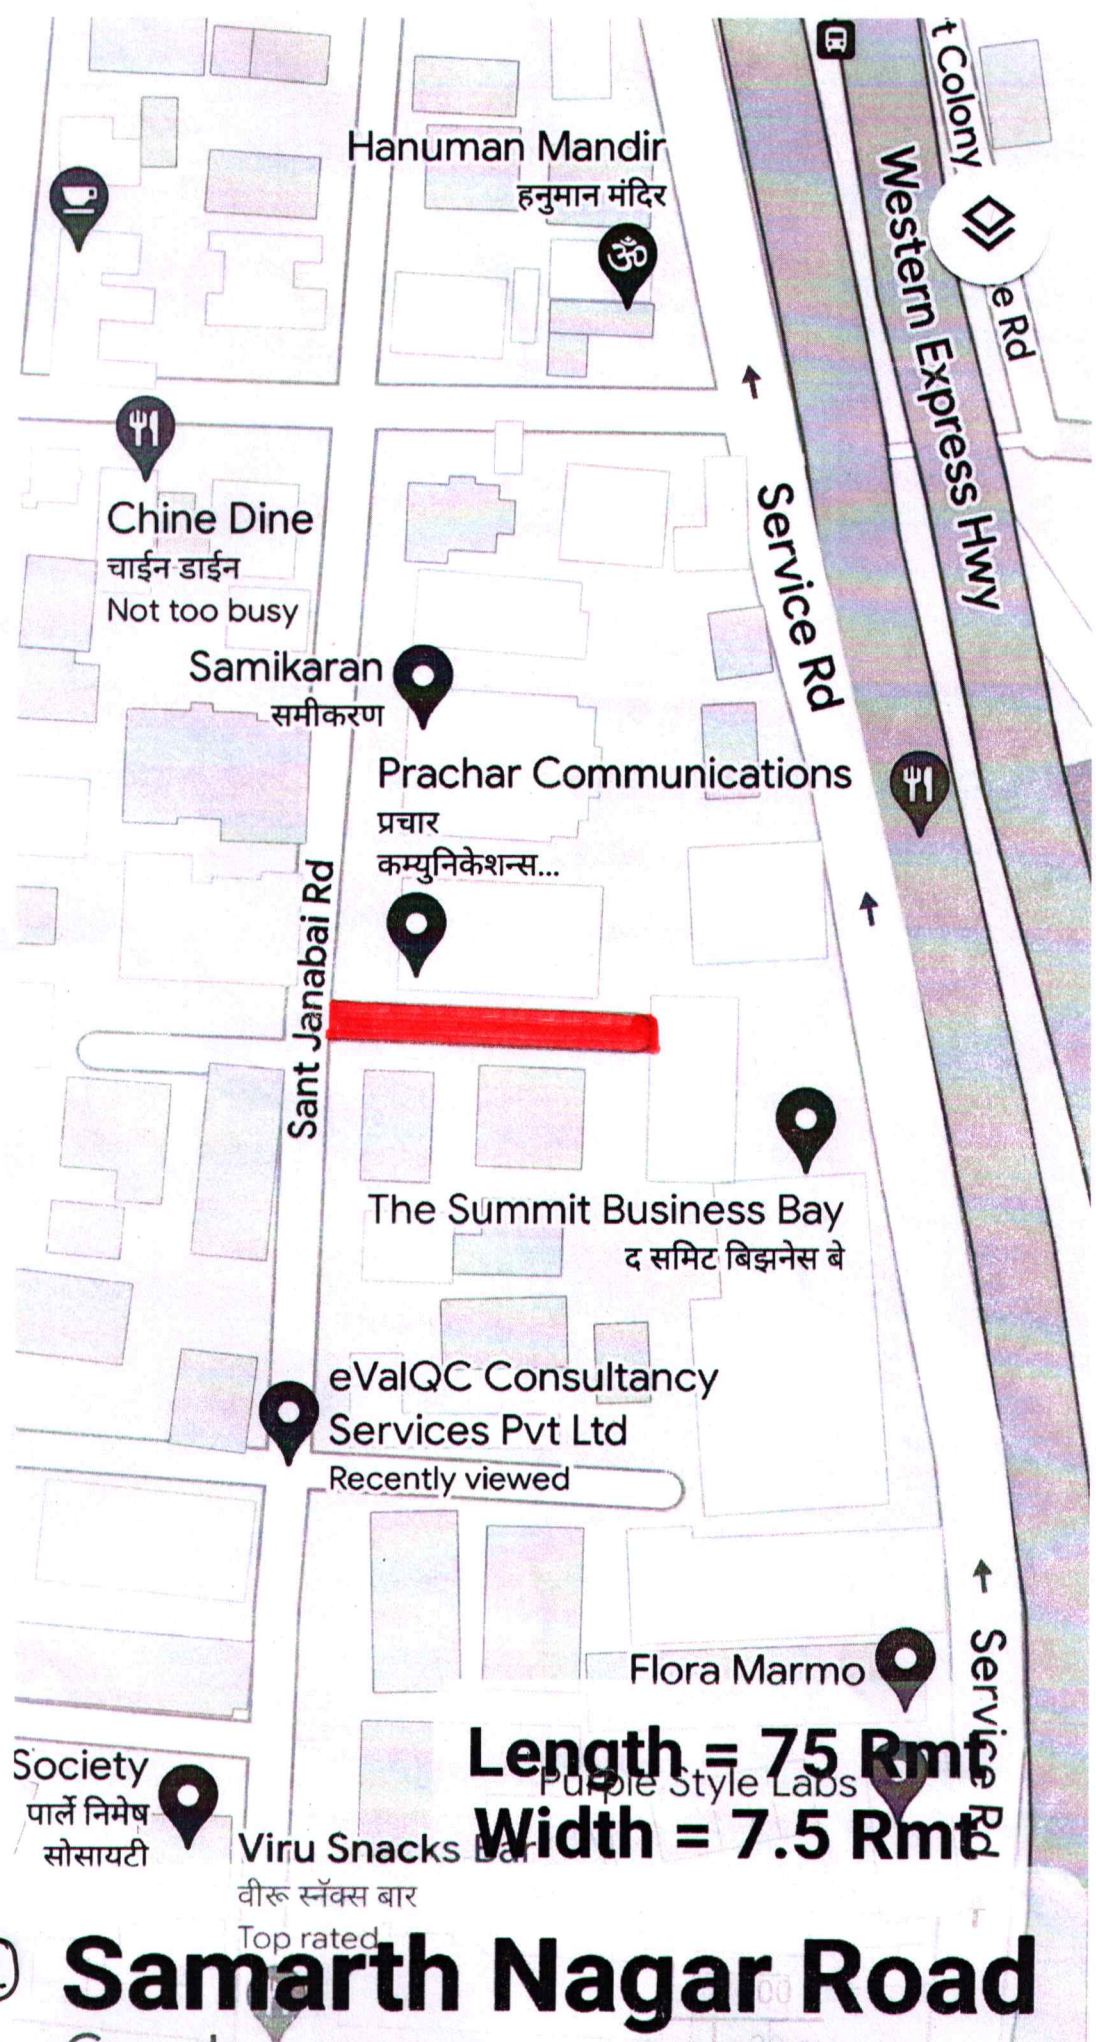 t Colony
Hanuman Mandir
हनुमान मंदिर
Western Express Hwy
e Rd
Chine Dine
चाईन डाईन
Not too busy
Service Rd
Samikaran
समीकरण
Prachar Communications
प्रचार
कम्युनिकेशन्स...
Sant Janabai Rd
The Summit Business Bay
द समिट बिझनेस बे
eValQC Consultancy
Services Pvt Ltd
Recently viewed
Flora Marmo
Service Rd
Length = 75 Rmt
Purple Style Labs
Width = 7.5 Rmt
Society
पार्ले निमेष
सोसायटी
Viru Snacks Bar
वीरू स्नॅक्स बार
Top rated
Samarth Nagar Road